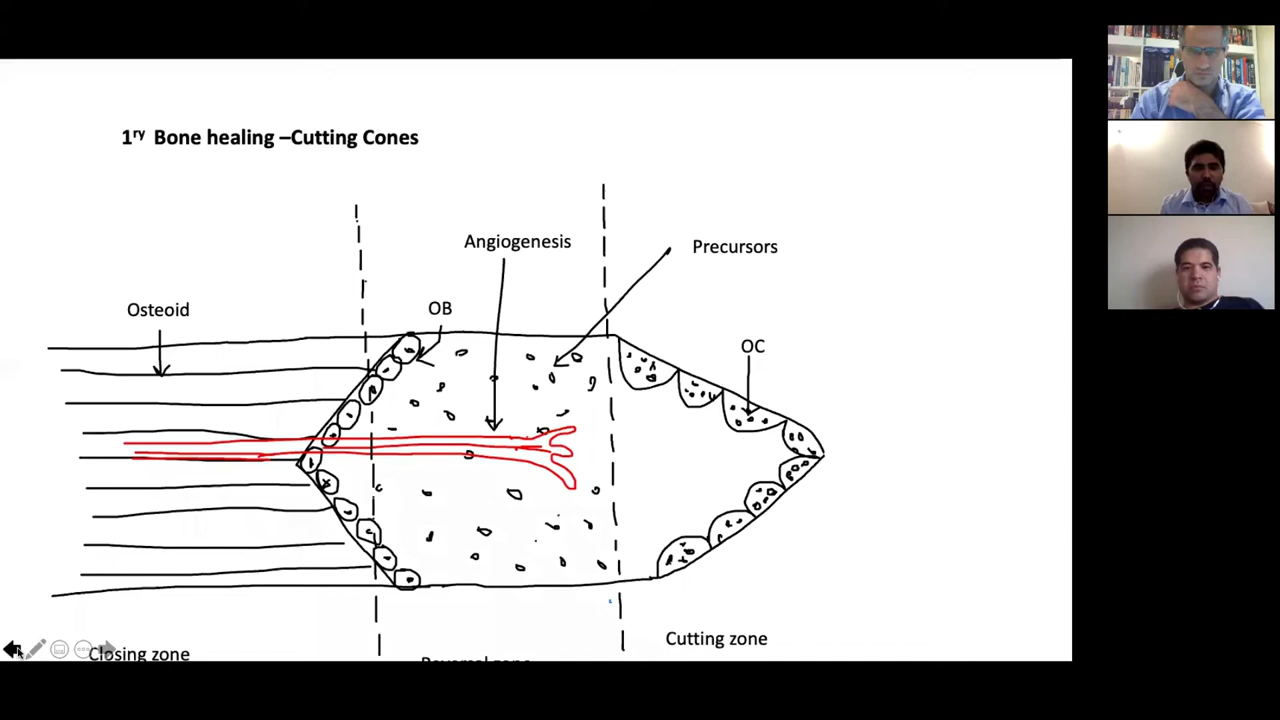 1ry Bone healing –Cutting Cones
Angiogenesis
Precursors
Osteoid
OB
OC
Cutting zone
Closing zone
Reversal zone